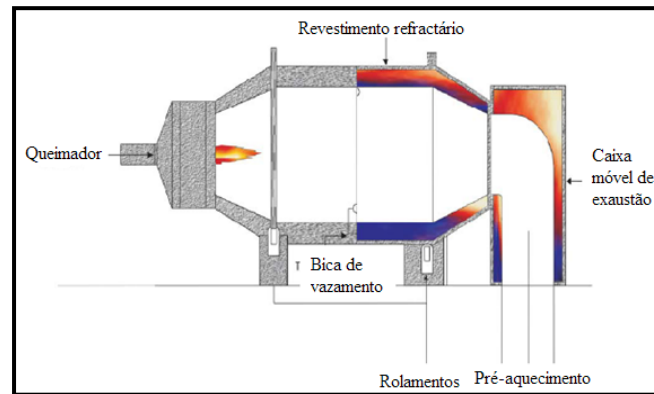 Revestimento refractário
Queimador
Caixa
móvel de
exaustão
T
Bica de
vazamento
Rolamentos
Pré-aquecimento